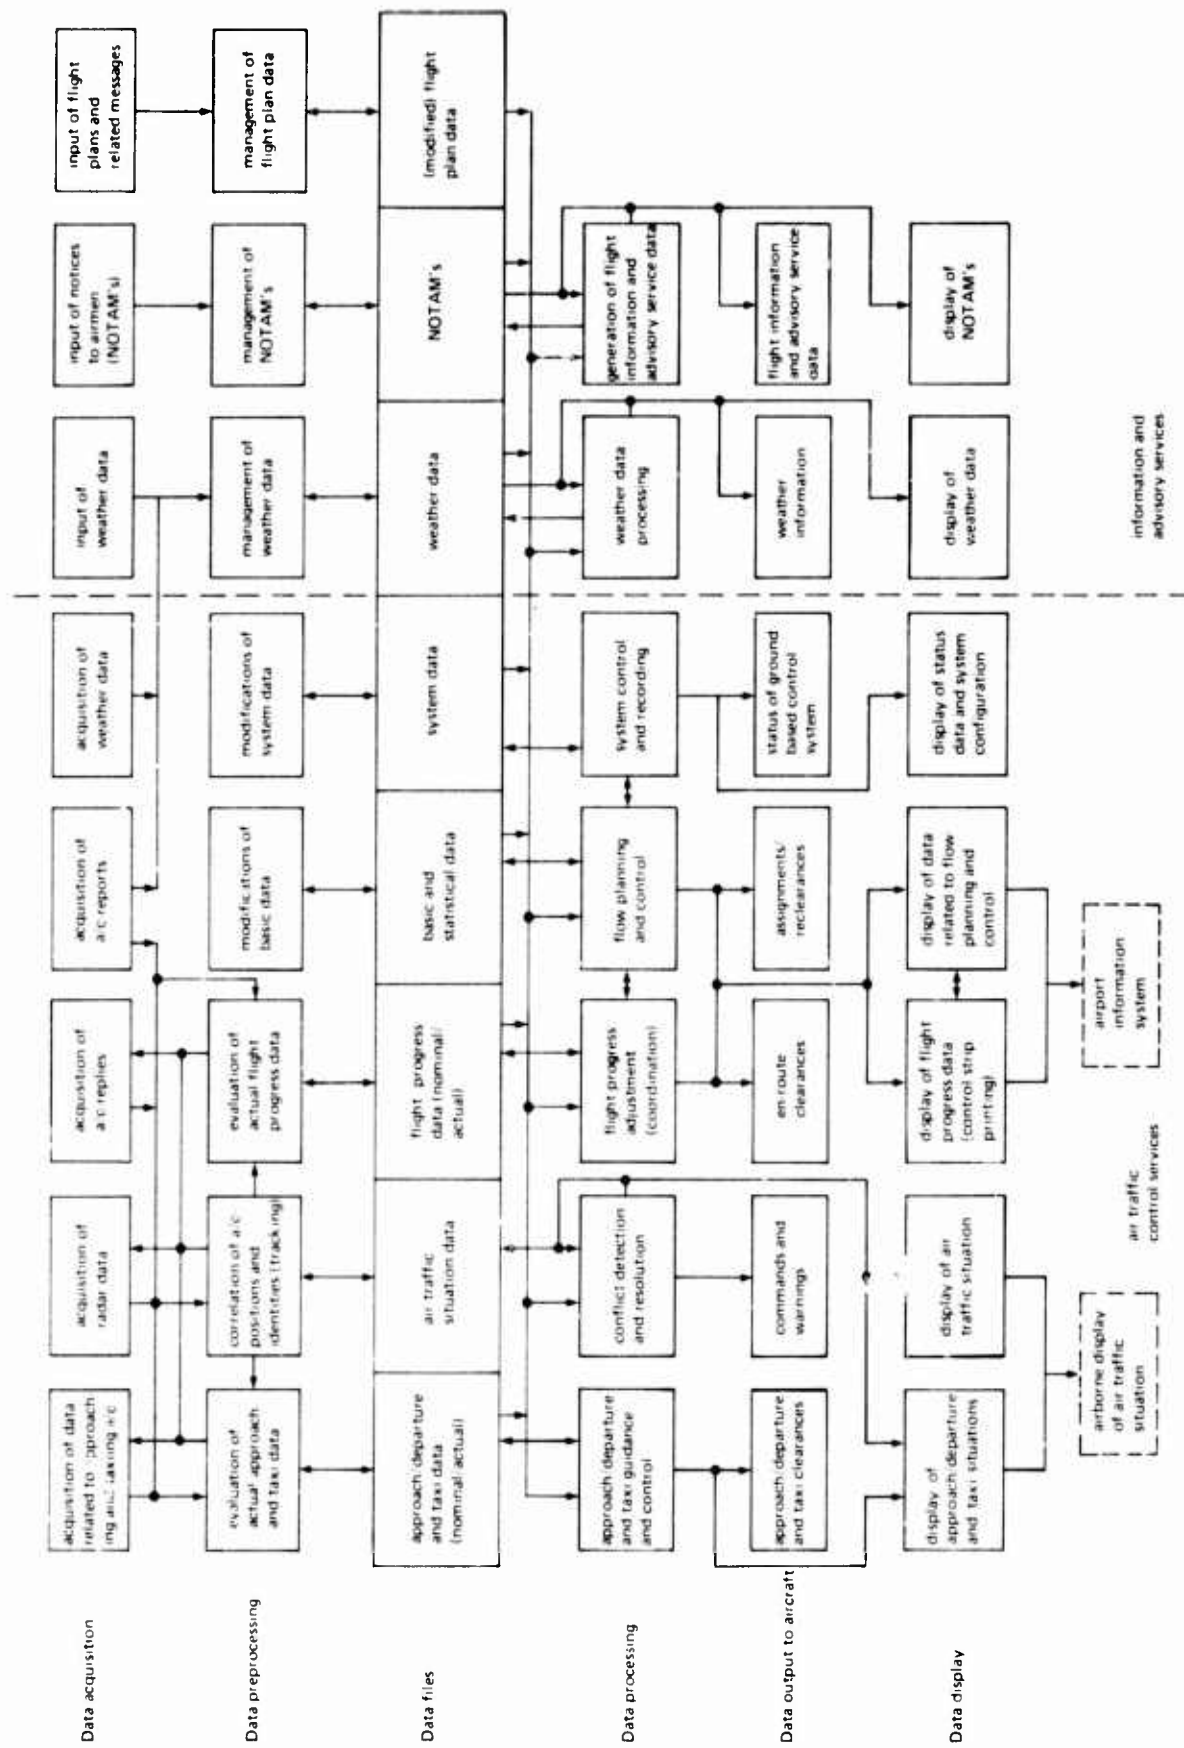 Data acquisition
acquisition of data
related to approach
ing and taxiing a/c
acquisition of
radar data
acquisition of
a/c replies
acquisition of
a/c reports
acquisition of
weather data
input of
weather data
input of notices
to airmen
(NOTAM's)
input of flight
plans and
related messages
Data preprocessing
evaluation of
actual approach
and taxi data
correlation of a/c
positions and
identities (tracking)
evaluation of
actual flight
progress data
modifications of
basic data
modifications of
system data
management of
weather data
management of
NOTAM's
management of
flight plan data
Data files
approach departure
and taxi data
(nominal actual)
air traffic
situation data
flight progress
data (nominal/
actual)
basic and
statistical data
system data
weather data
NOTAM's
(modified) flight
plan data
Data processing
approach departure
and taxi guidance
and control
conflict detection
and resolution
flight progress
adjustment
(coordination)
flow planning
and control
system control
and recording
weather data
processing
generation of flight
information and
advisory service data
Data output to aircraft
approach departure
and taxi clearances
commands and
warnings
en route
clearances
assignments/
reclearances
status of ground
based control
system
weather
information
flight information
and advisory service
data
Data display
display of
approach departure
and taxi situations
display of air
traffic situation
display of flight
progress data
(control strip
printing)
display of data
related to flow
planning and
control
display of status
data and system
configuration
display of
weather data
display of
NOTAM's
airborne display
of air traffic
situation
airport
information
system
air traffic
control services
information and
advisory services